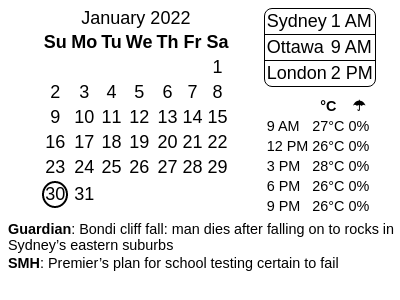 January 2022
Su Mo Tu We Th Fr Sa
1
2 3 4 5 6 7 8
9 10 11 12 13 14 15
16 17 18 19 20 21 22
23 24 25 26 27 28 29
30 31
Sydney 1 AM
Ottawa 9 AM
London 2 PM
°C ☂
9 AM 27°C 0%
12 PM 26°C 0%
3 PM 28°C 0%
6 PM 26°C 0%
9 PM 26°C 0%
Guardian: Bondi cliff fall: man dies after falling on to rocks in
Sydney’s eastern suburbs
SMH: Premier’s plan for school testing certain to fail